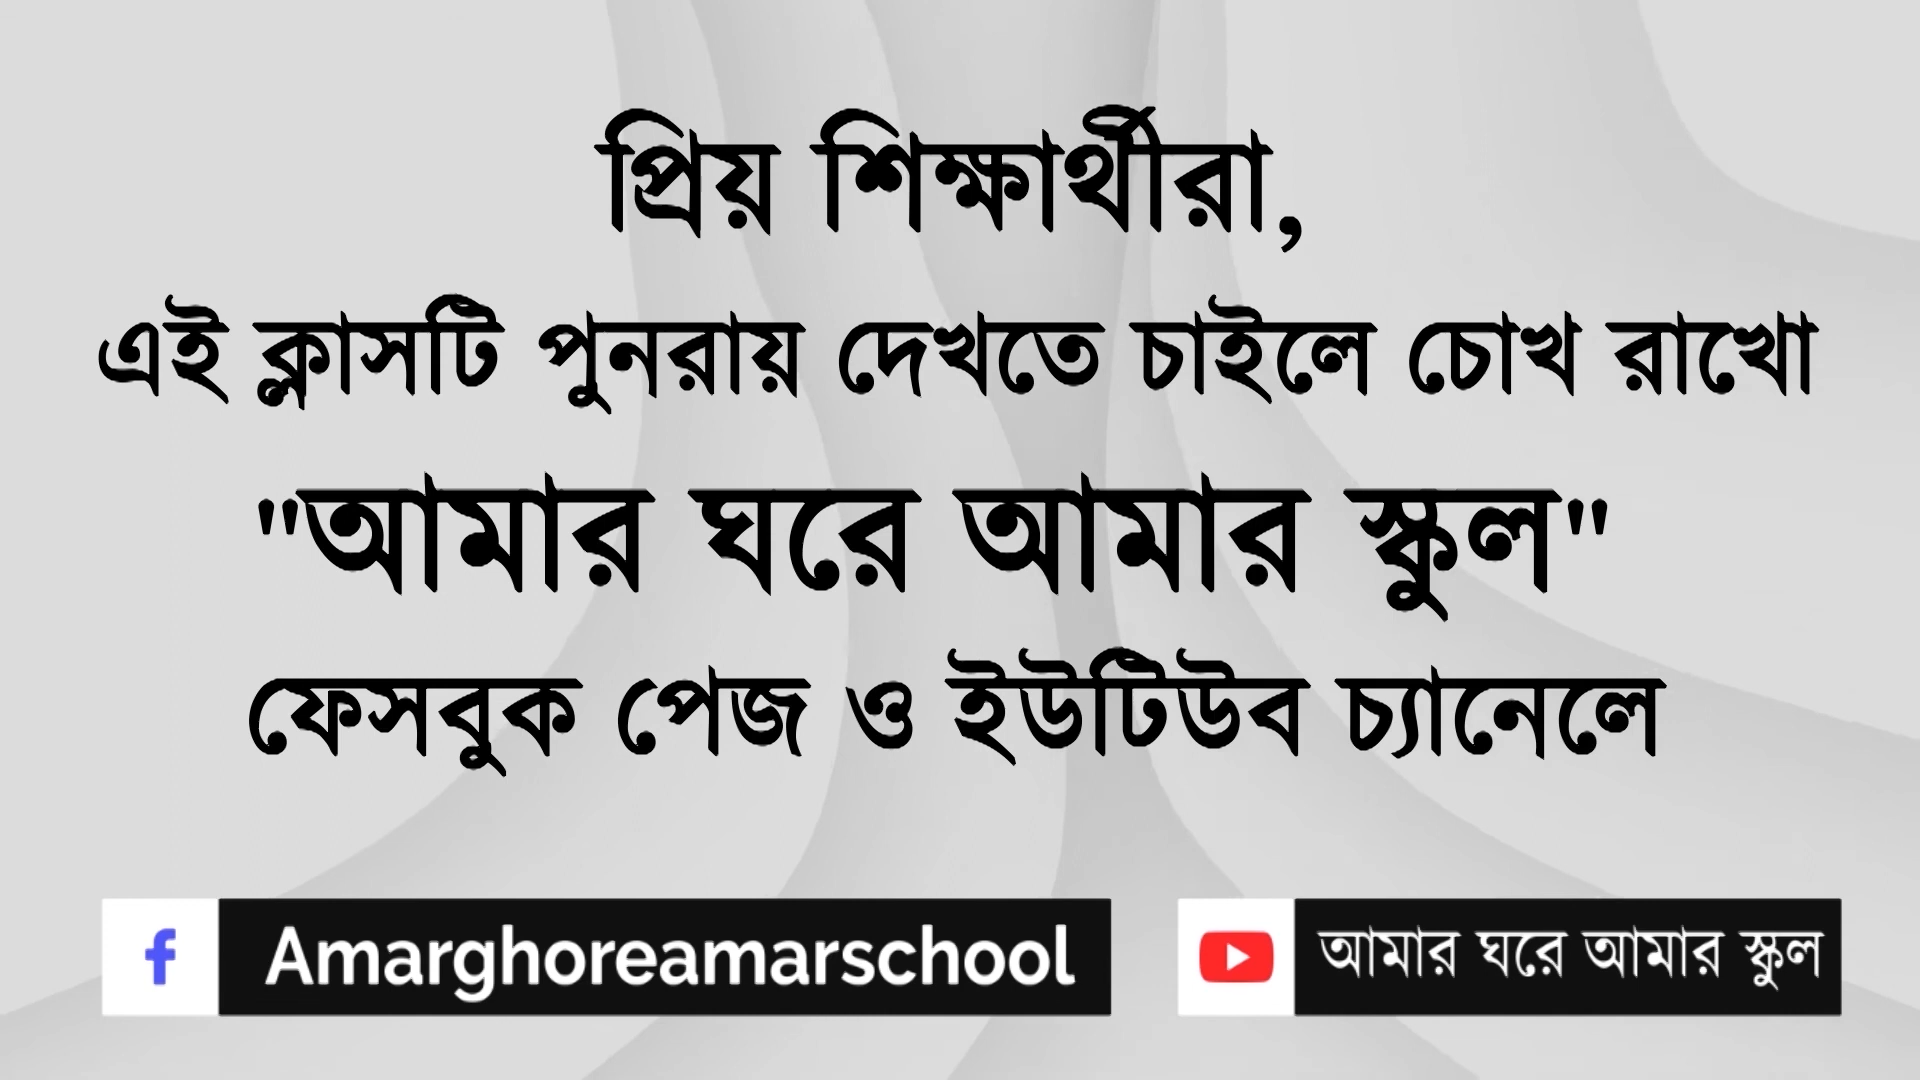 প্রিয় শিক্ষার্থীরা,
এই ক্লাসটি পুনরায় দেখতে চাইলে চোখ রাখো
"আমার ঘরে আমার স্কুল"
ফেসবুক পেজ ও ইউটিউব চ্যানেলে
Amarghoreamarschool
আমার ঘরে আমার স্কুল